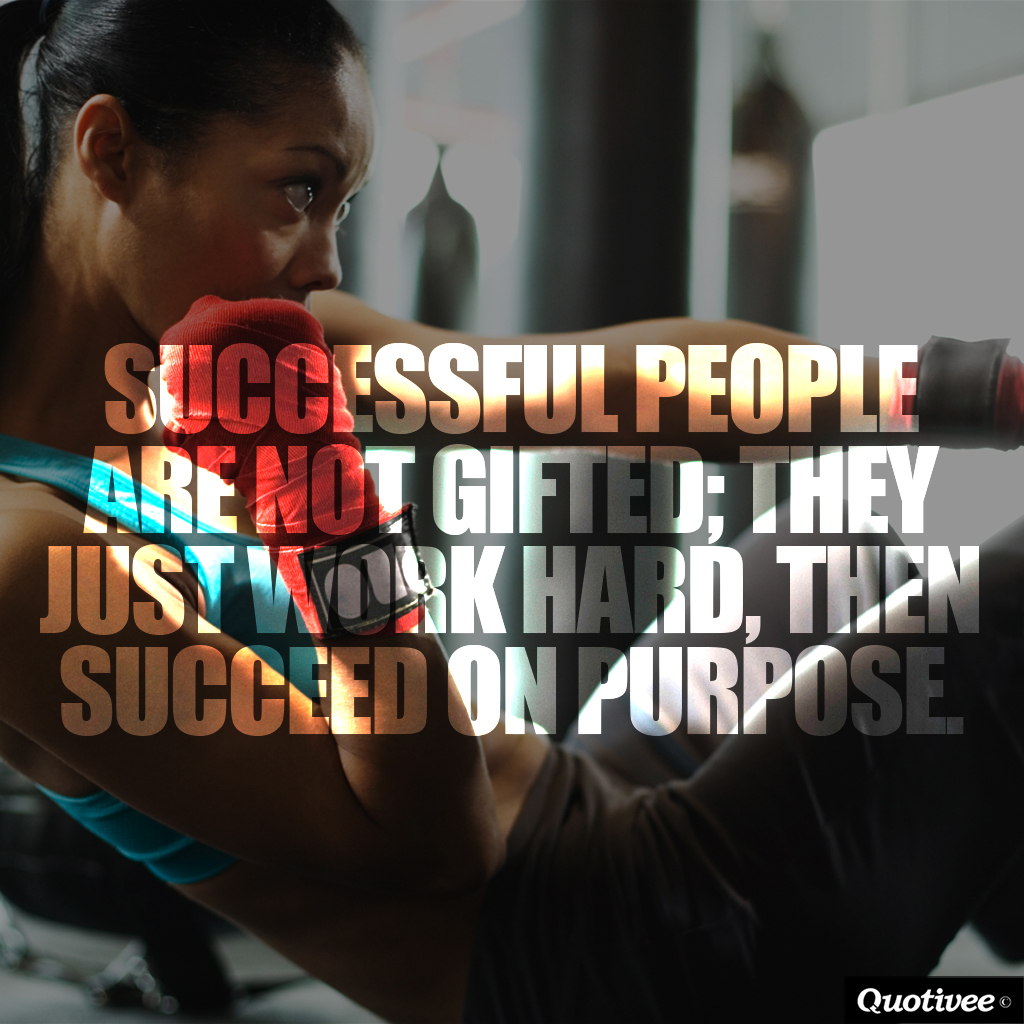 SUCCESSFUL PEOPLE
ARE NOT GIFTED; THEY
JUST WORK HARD, THEN
SUCCEED ON PURPOSE.
Quotivee ©